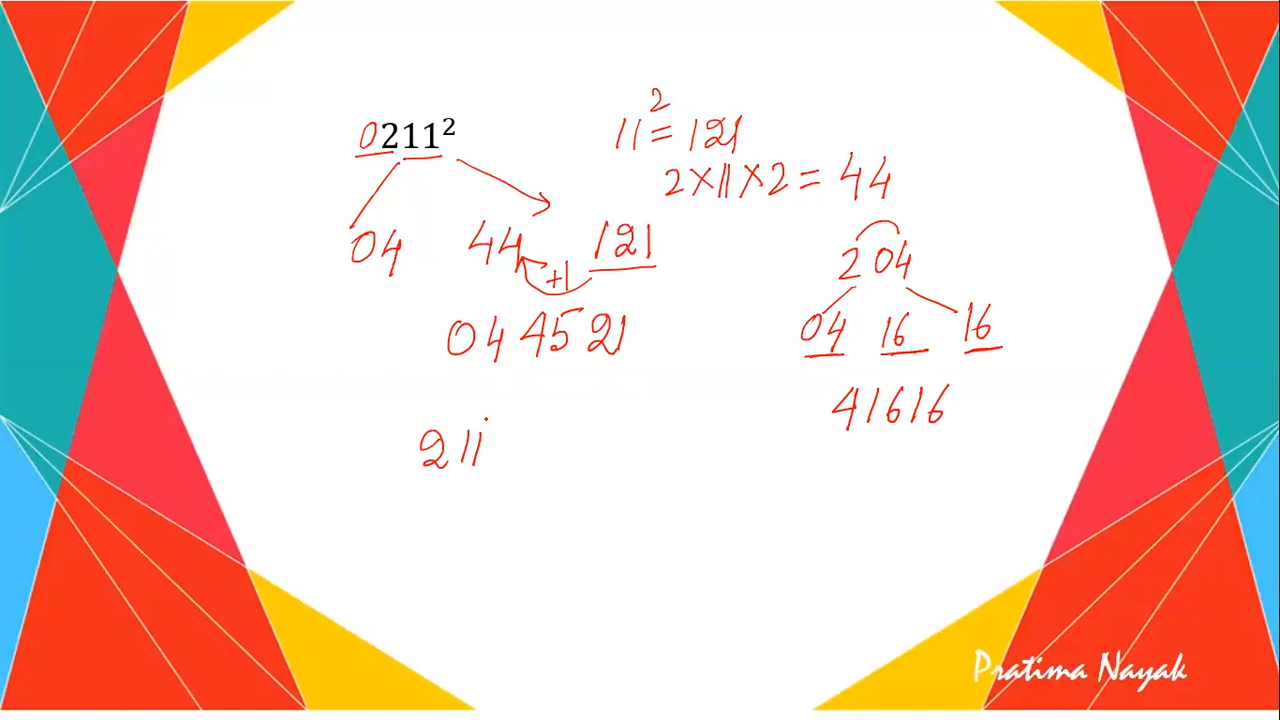 0211²
11² = 121
2×11×2 = 44
04 44 121
+1
044521
211
204
04 16 16
41616
Pratima Nayak